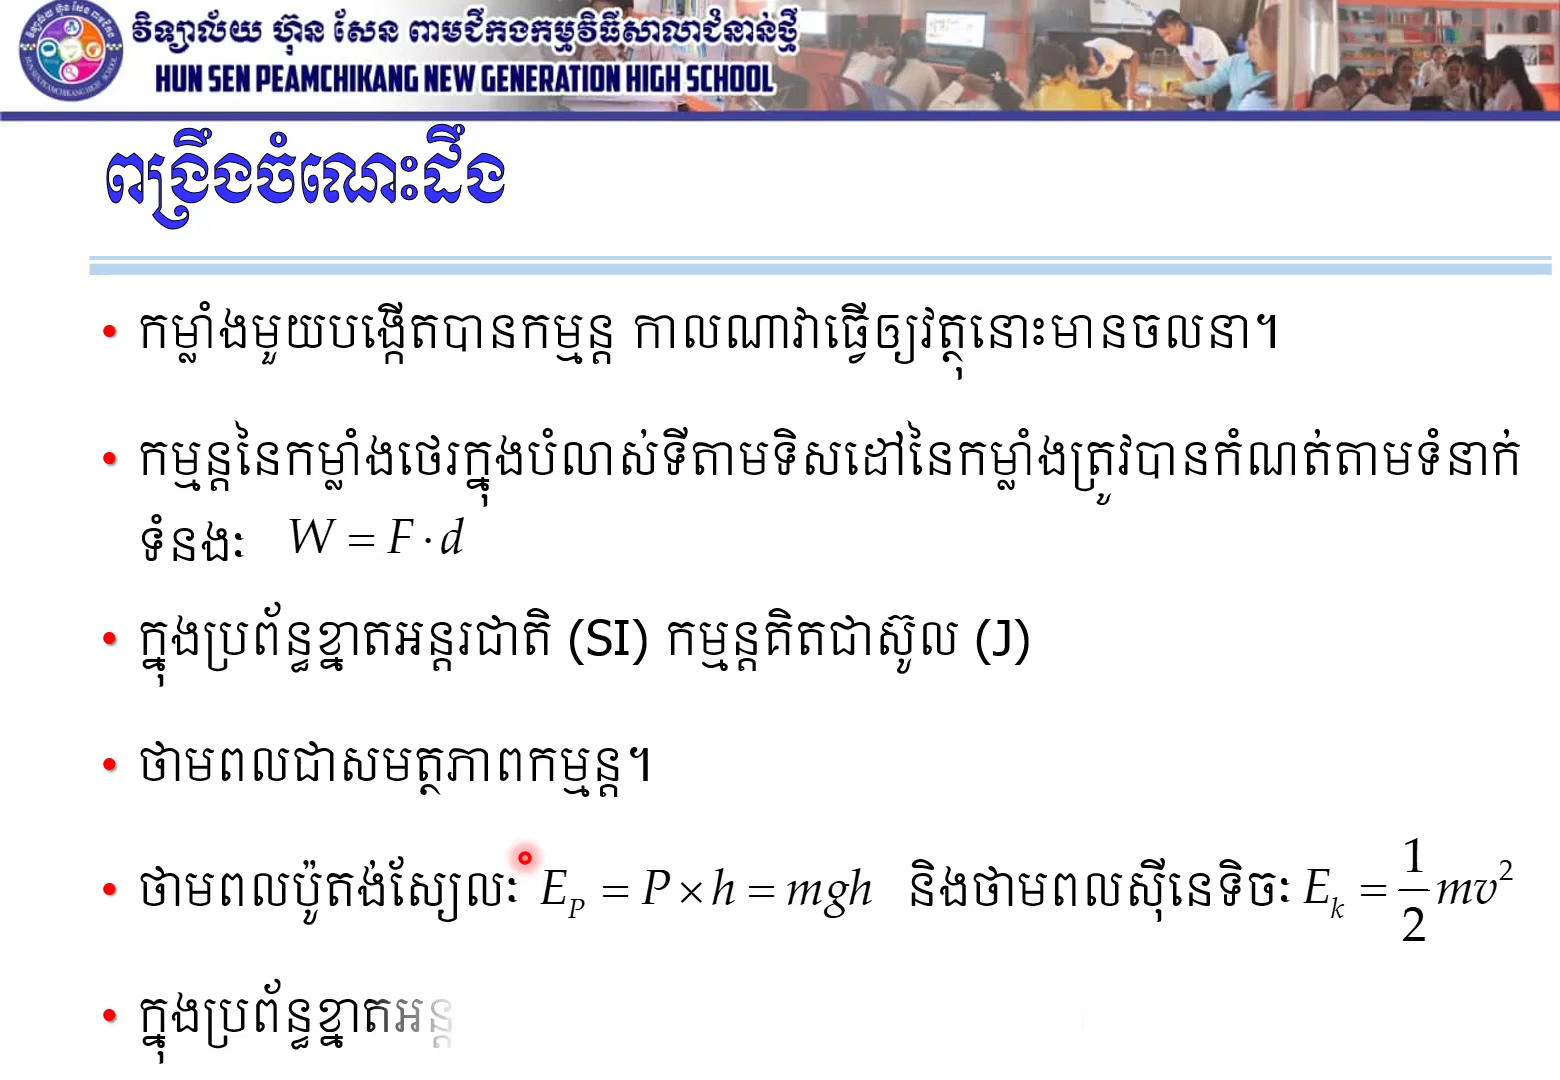 វិទ្យាល័យ ហ៊ុន សែន ពាមជីកងកម្មវិធីសាលាជំនាន់ថ្មី
HUN SEN PEAMCHIKANG NEW GENERATION HIGH SCHOOL
ពង្រឹងចំណេះដឹង
• កម្លាំងមួយបង្កើតបានកម្មន្ត កាលណាវាធ្វើឲ្យវត្ថុនោះមានចលនា។
• កម្មន្តនៃកម្លាំងថេរក្នុងបំលាស់ទីតាមទិសដៅនៃកម្លាំងត្រូវបានកំណត់តាមទំនាក់
ទំនងៈ W = F · d
• ក្នុងប្រព័ន្ធខ្នាតអន្តរជាតិ (SI) កម្មន្តគិតជាស៊ូល (J)
• ថាមពលជាសមត្ថភាពកម្មន្ត។
• ថាមពលប៉ូតង់ស្យែលៈ E_P = P × h = mgh និងថាមពលស៊ីនេទិចៈ E_k = 1/2 mv²
• ក្នុងប្រព័ន្ធខ្នាតអន្ត